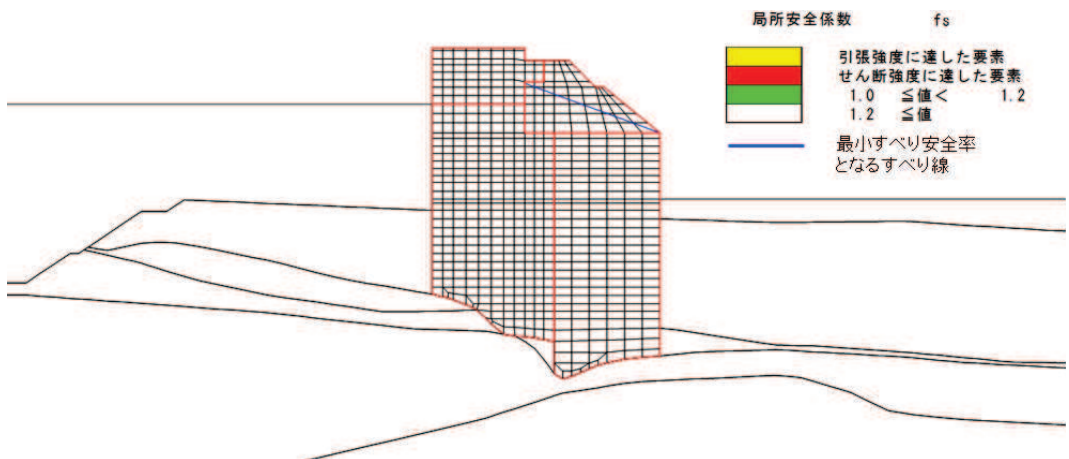 局所安全係数 fs
引張強度に達した要素
せん断強度に達した要素
1.0 ≦値< 1.2
1.2 ≦値
最小すべり安全率
となるすべり線